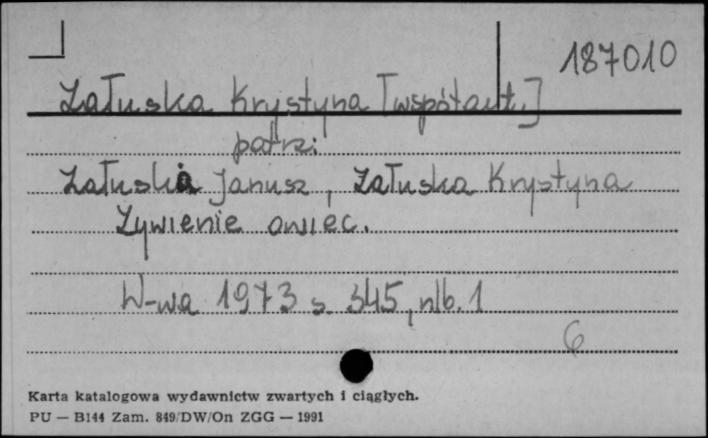 187010
Załuska Krystyna [współaut.]
patrz:
Załuski Janusz, Załuska Krystyna
Żywienie owiec.
W-wa 1973 s. 345, nlb. 1
6
Karta katalogowa wydawnictw zwartych i ciągłych.
PU — B144 Zam. 849/DW/On ZGG — 1991